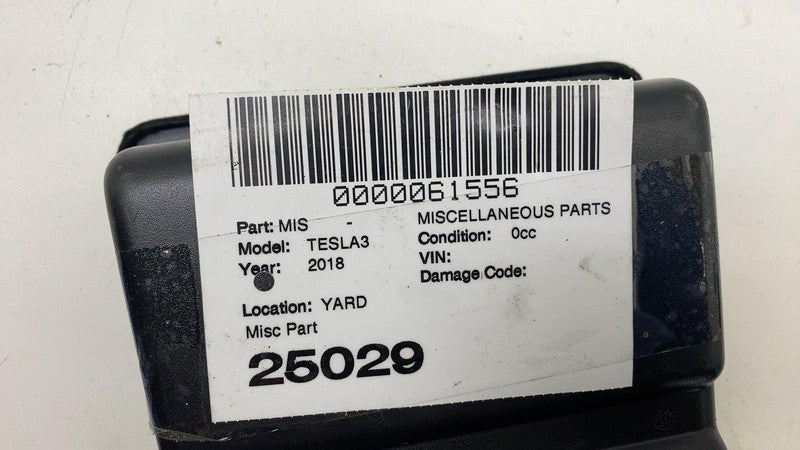 0000061556
Part: MIS - MISCELLANEOUS PARTS
Model: TESLA3 Condition: 0cc
Year: 2018 VIN:
Damage Code:
Location: YARD
Misc Part
25029